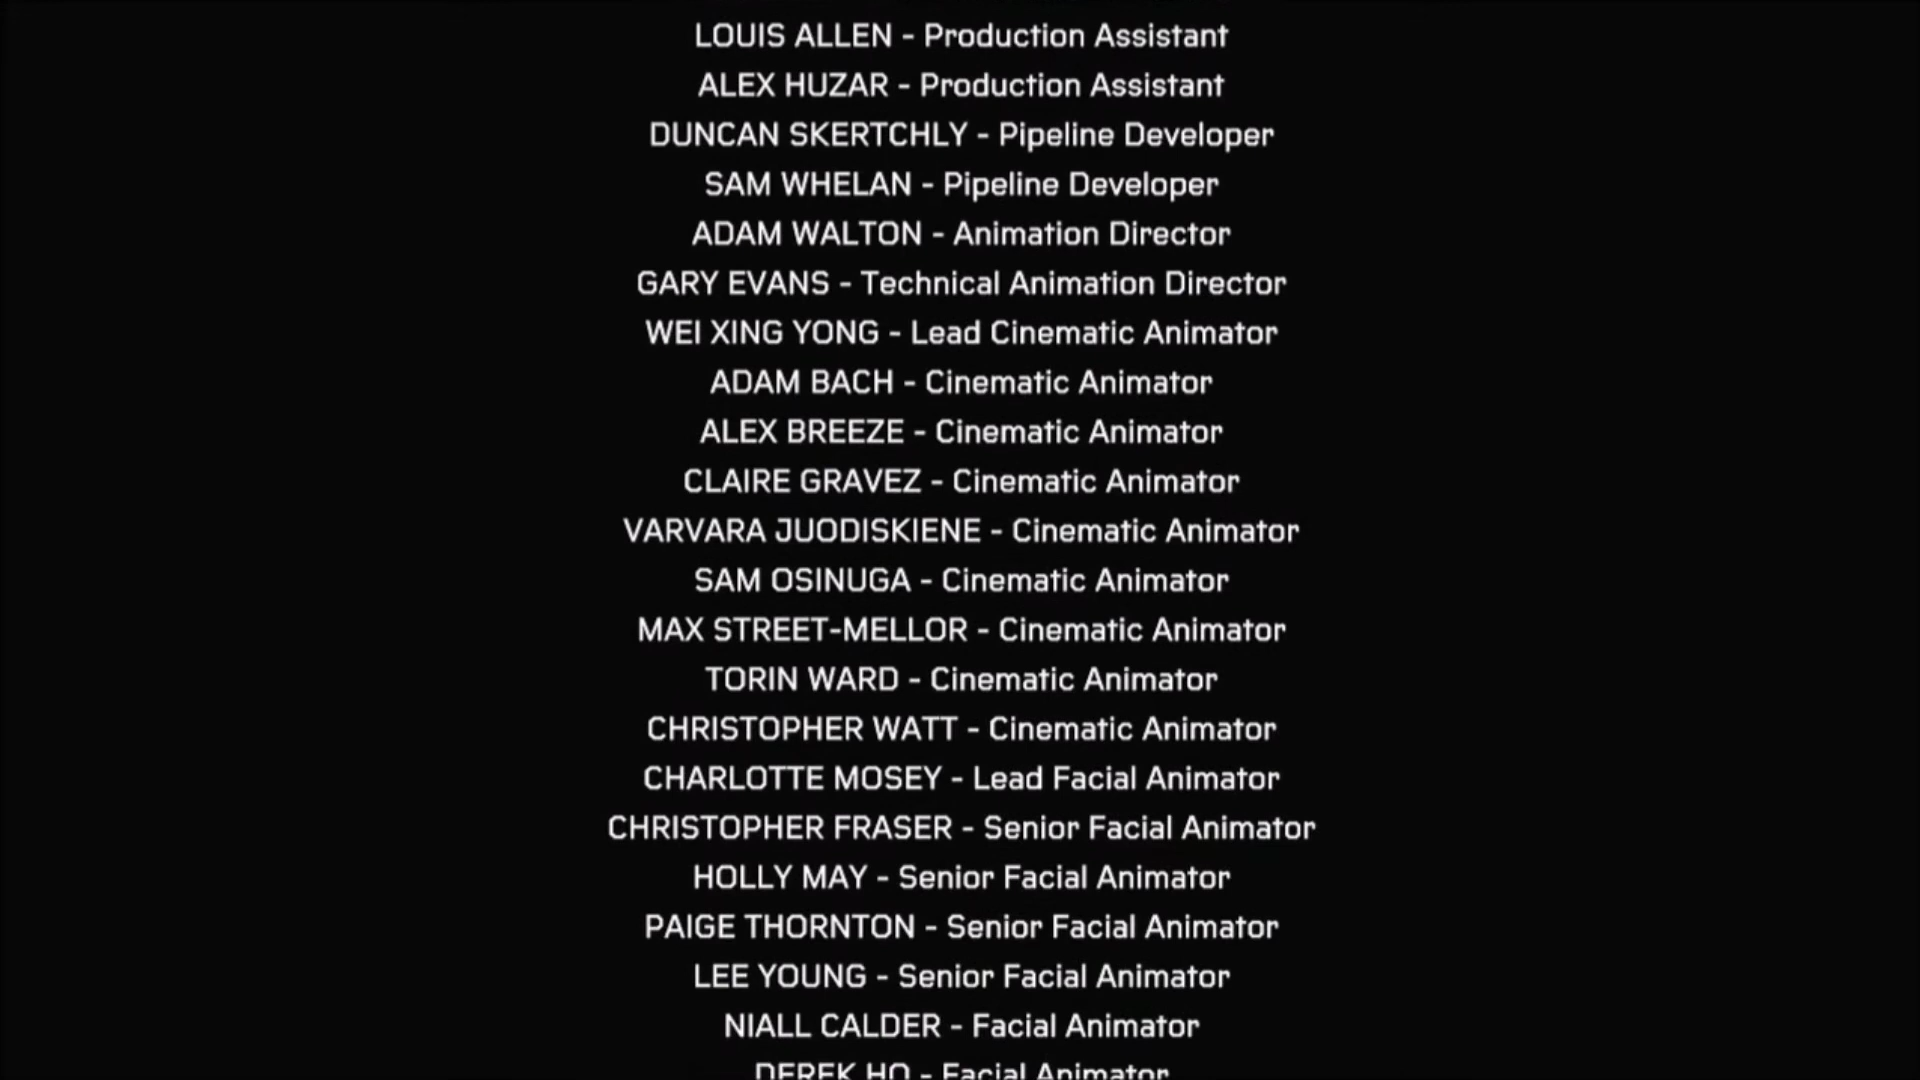 LOUIS ALLEN - Production Assistant
ALEX HUZAR - Production Assistant
DUNCAN SKERTCHLY - Pipeline Developer
SAM WHELAN - Pipeline Developer
ADAM WALTON - Animation Director
GARY EVANS - Technical Animation Director
WEI XING YONG - Lead Cinematic Animator
ADAM BACH - Cinematic Animator
ALEX BREEZE - Cinematic Animator
CLAIRE GRAVEZ - Cinematic Animator
VARVARA JUODISKIENE - Cinematic Animator
SAM OSINUGA - Cinematic Animator
MAX STREET-MELLOR - Cinematic Animator
TORIN WARD - Cinematic Animator
CHRISTOPHER WATT - Cinematic Animator
CHARLOTTE MOSEY - Lead Facial Animator
CHRISTOPHER FRASER - Senior Facial Animator
HOLLY MAY - Senior Facial Animator
PAIGE THORNTON - Senior Facial Animator
LEE YOUNG - Senior Facial Animator
NIALL CALDER - Facial Animator
DEREK HO - Facial Animator